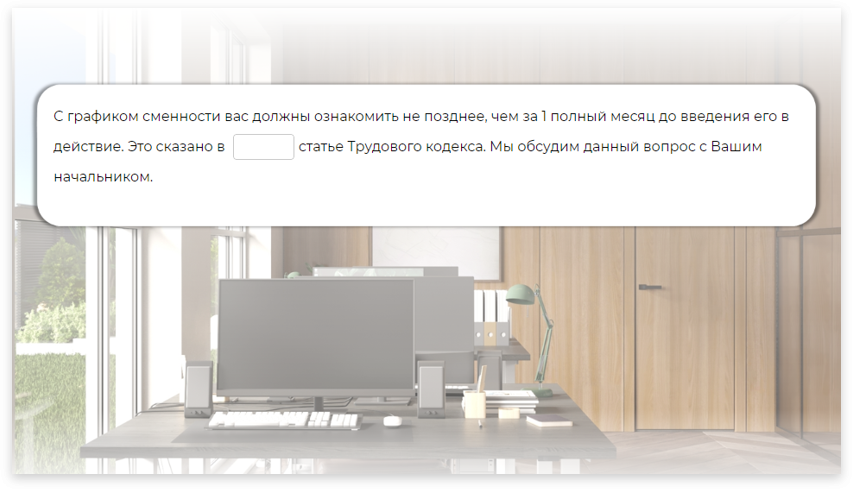 С графиком сменности вас должны ознакомить не позднее, чем за 1 полный месяц до введения его в
действие. Это сказано в статье Трудового кодекса. Мы обсудим данный вопрос с Вашим
начальником.